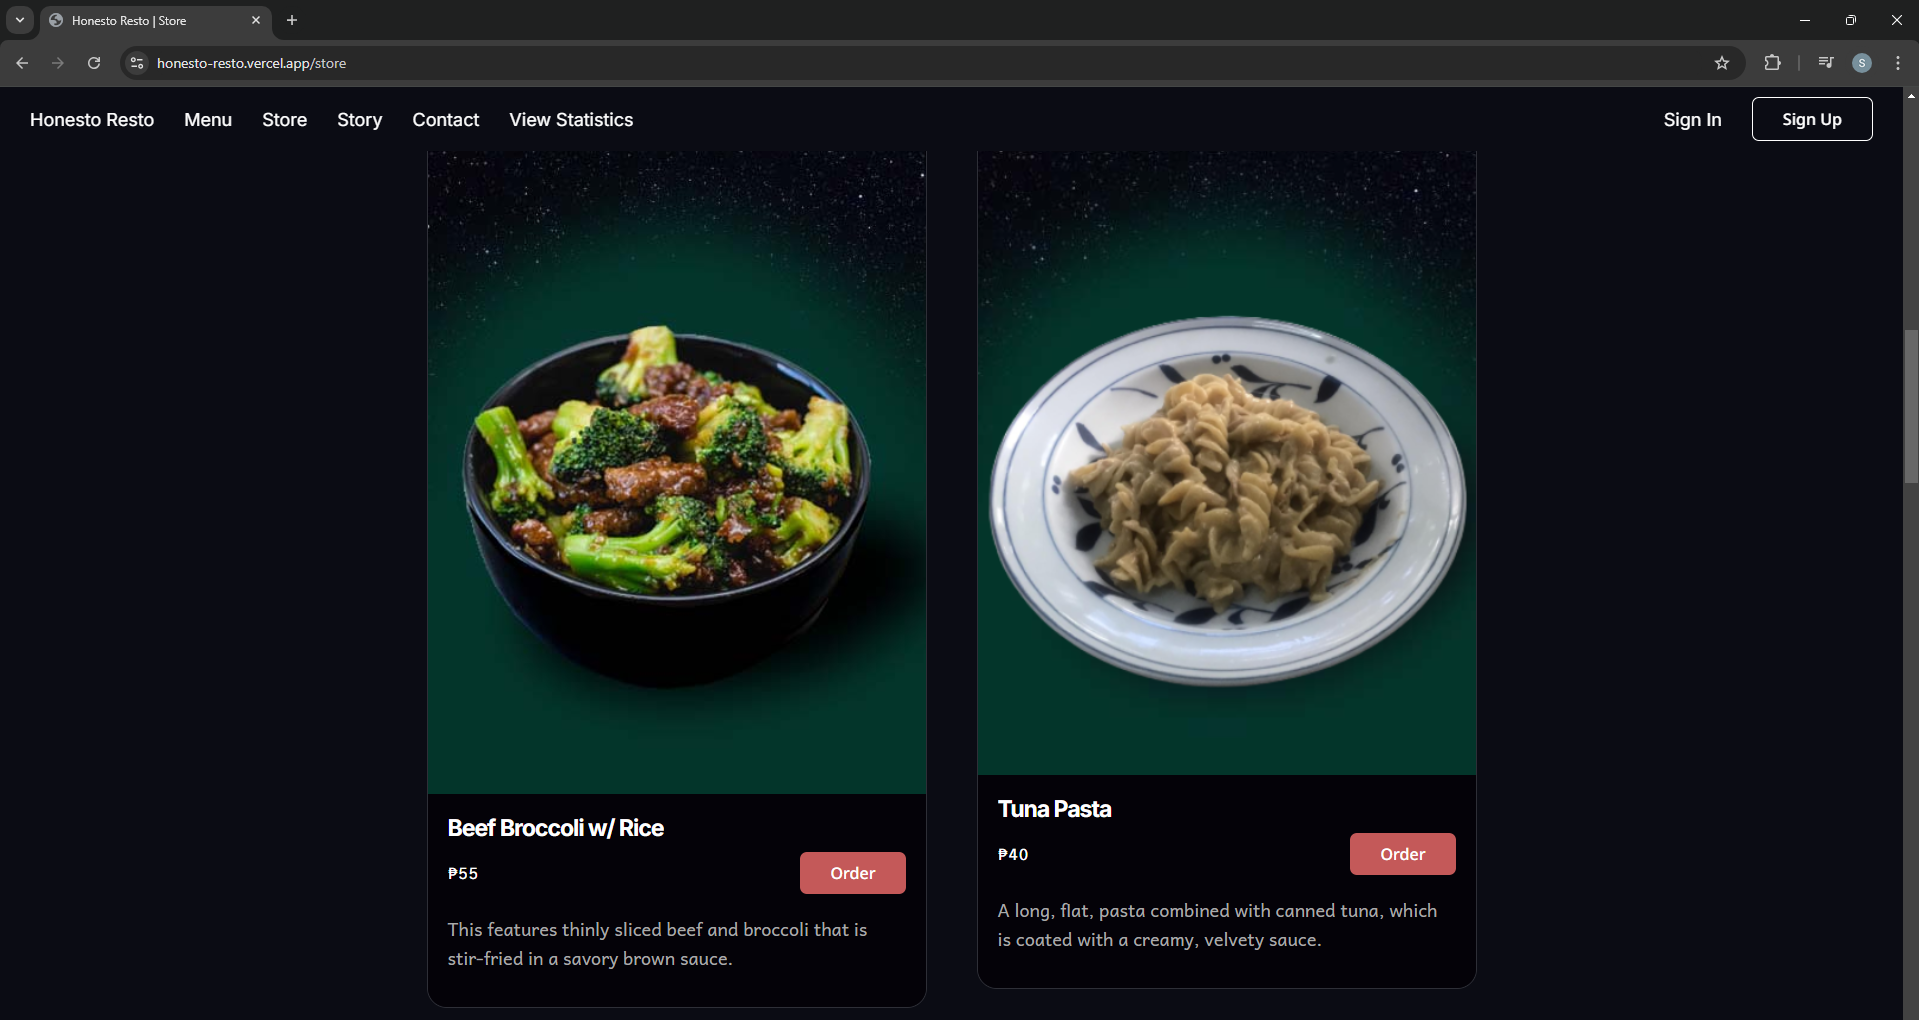 Honesto Resto | Store
honesto-resto.vercel.app/store
S
Honesto Resto Menu Store Story Contact View Statistics Sign In Sign Up
Beef Broccoli w/ Rice
₱55
Order
This features thinly sliced beef and broccoli that is
stir-fried in a savory brown sauce.
Tuna Pasta
₱40
Order
A long, flat, pasta combined with canned tuna, which
is coated with a creamy, velvety sauce.